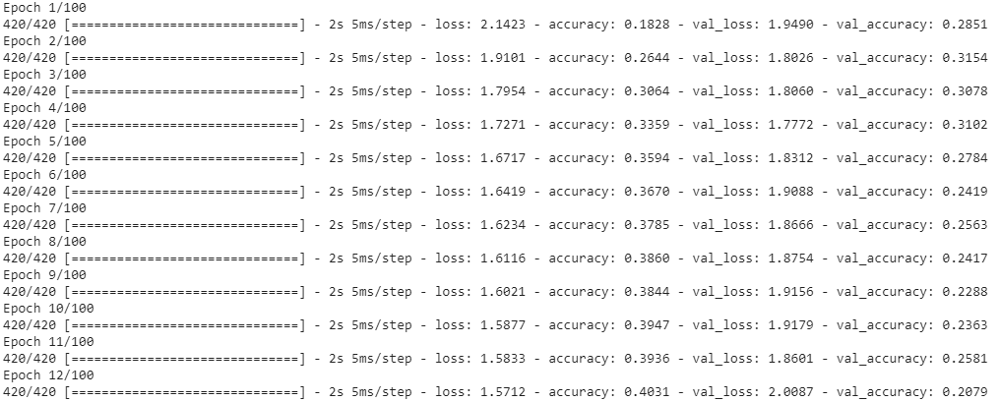 Epoch 1/100
420/420 [==============================] - 2s 5ms/step - loss: 2.1423 - accuracy: 0.1828 - val_loss: 1.9490 - val_accuracy: 0.2851
Epoch 2/100
420/420 [==============================] - 2s 5ms/step - loss: 1.9101 - accuracy: 0.2644 - val_loss: 1.8026 - val_accuracy: 0.3154
Epoch 3/100
420/420 [==============================] - 2s 5ms/step - loss: 1.7954 - accuracy: 0.3064 - val_loss: 1.8060 - val_accuracy: 0.3078
Epoch 4/100
420/420 [==============================] - 2s 5ms/step - loss: 1.7271 - accuracy: 0.3359 - val_loss: 1.7772 - val_accuracy: 0.3102
Epoch 5/100
420/420 [==============================] - 2s 5ms/step - loss: 1.6717 - accuracy: 0.3594 - val_loss: 1.8312 - val_accuracy: 0.2784
Epoch 6/100
420/420 [==============================] - 2s 5ms/step - loss: 1.6419 - accuracy: 0.3670 - val_loss: 1.9088 - val_accuracy: 0.2419
Epoch 7/100
420/420 [==============================] - 2s 5ms/step - loss: 1.6234 - accuracy: 0.3785 - val_loss: 1.8666 - val_accuracy: 0.2563
Epoch 8/100
420/420 [==============================] - 2s 5ms/step - loss: 1.6116 - accuracy: 0.3860 - val_loss: 1.8754 - val_accuracy: 0.2417
Epoch 9/100
420/420 [==============================] - 2s 5ms/step - loss: 1.6021 - accuracy: 0.3844 - val_loss: 1.9156 - val_accuracy: 0.2288
Epoch 10/100
420/420 [==============================] - 2s 5ms/step - loss: 1.5877 - accuracy: 0.3947 - val_loss: 1.9179 - val_accuracy: 0.2363
Epoch 11/100
420/420 [==============================] - 2s 5ms/step - loss: 1.5833 - accuracy: 0.3936 - val_loss: 1.8601 - val_accuracy: 0.2581
Epoch 12/100
420/420 [==============================] - 2s 5ms/step - loss: 1.5712 - accuracy: 0.4031 - val_loss: 2.0087 - val_accuracy: 0.2079